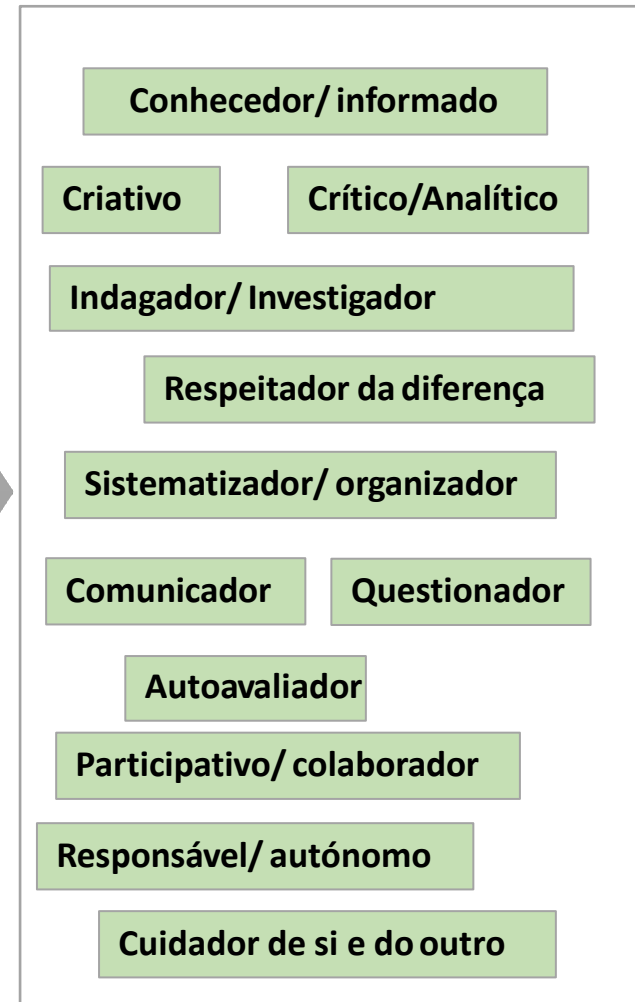 Conhecedor/ informado
Criativo
Crítico/Analítico
Indagador/ Investigador
Respeitador da diferença
Sistematizador/ organizador
Comunicador
Questionador
Autoavaliador
Participativo/ colaborador
Responsável/ autónomo
Cuidador de si e do outro